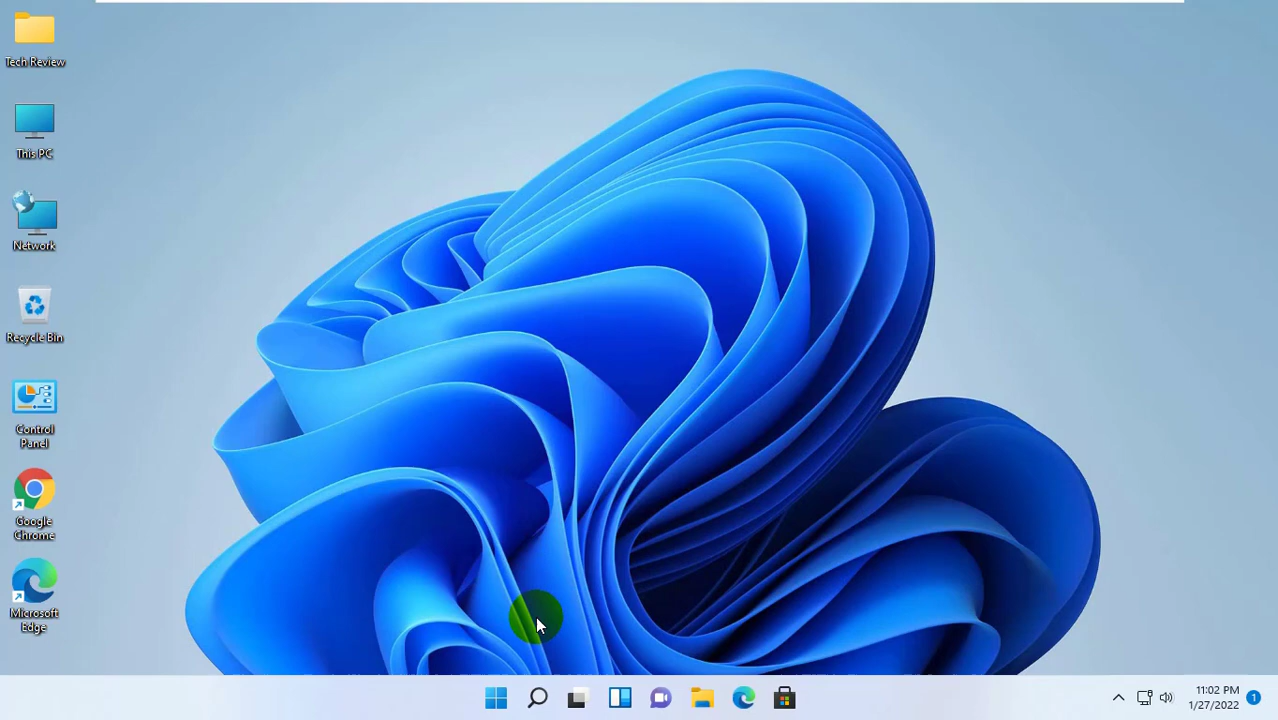 Tech Review
This PC
Network
Recycle Bin
Control
Panel
Google
Chrome
Microsoft
Edge
11:02 PM
1/27/2022
1